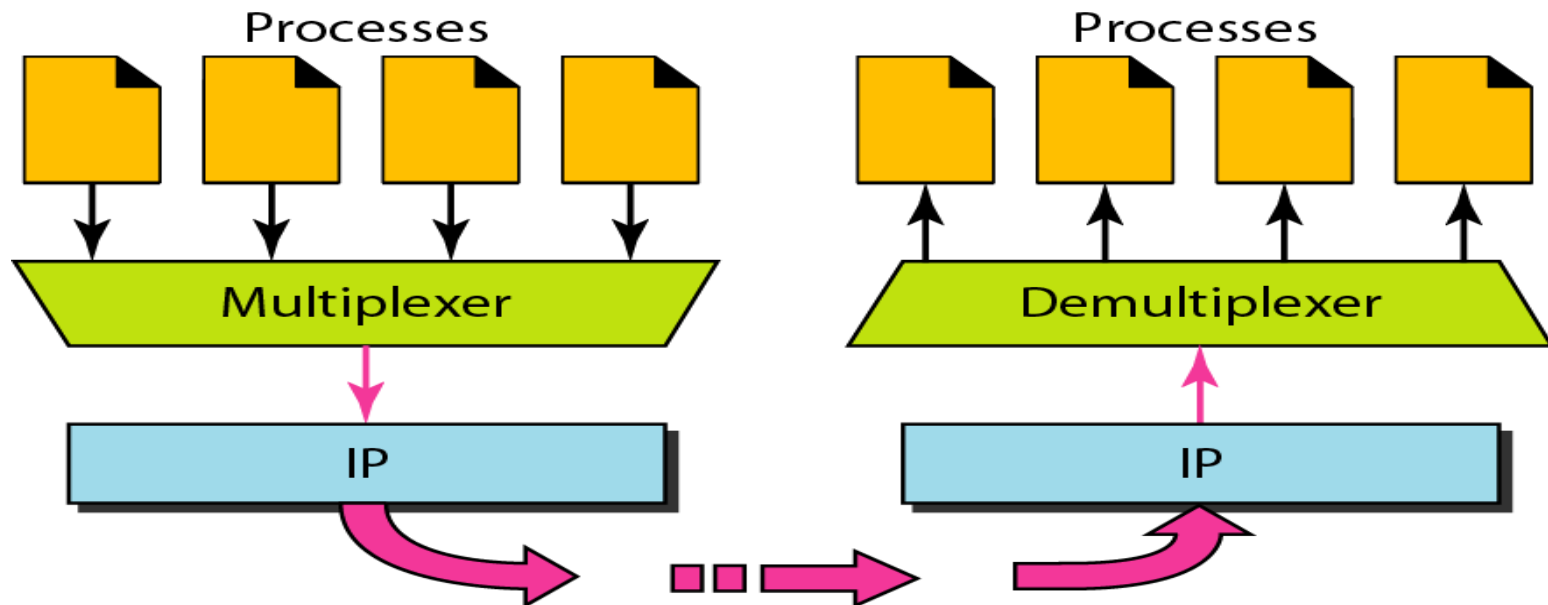 Processes
Processes
Multiplexer
Demultiplexer
IP
IP